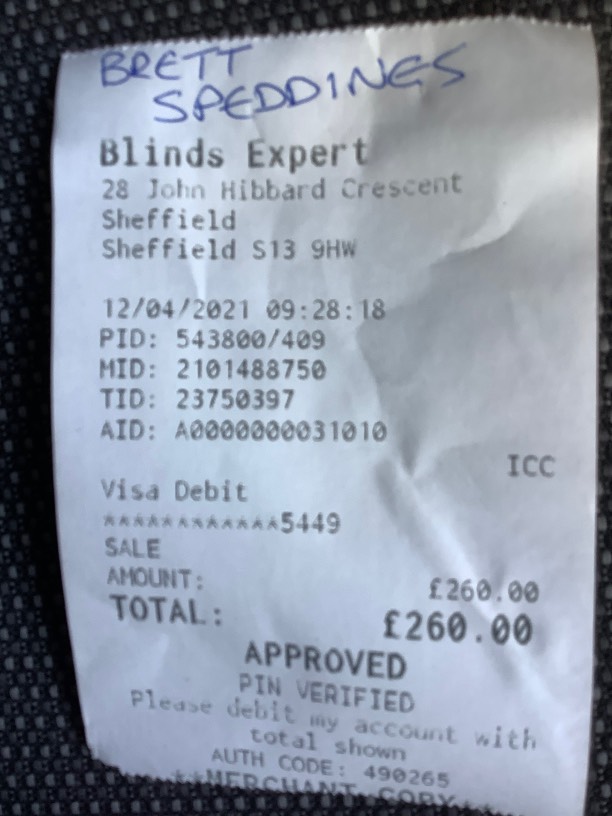 BRETT
SPEDDINGS
Blinds Expert
28 John Hibbard Crescent
Sheffield
Sheffield S13 9HW
12/04/2021 09:28:18
PID: 543800/409
MID: 2101488750
TID: 23750397
AID: A0000000031010
ICC
Visa Debit
************5449
SALE
AMOUNT: £260.00
TOTAL: £260.00
APPROVED
PIN VERIFIED
Please debit my account with
total shown
AUTH CODE: 490265
**MERCHANT COPY**